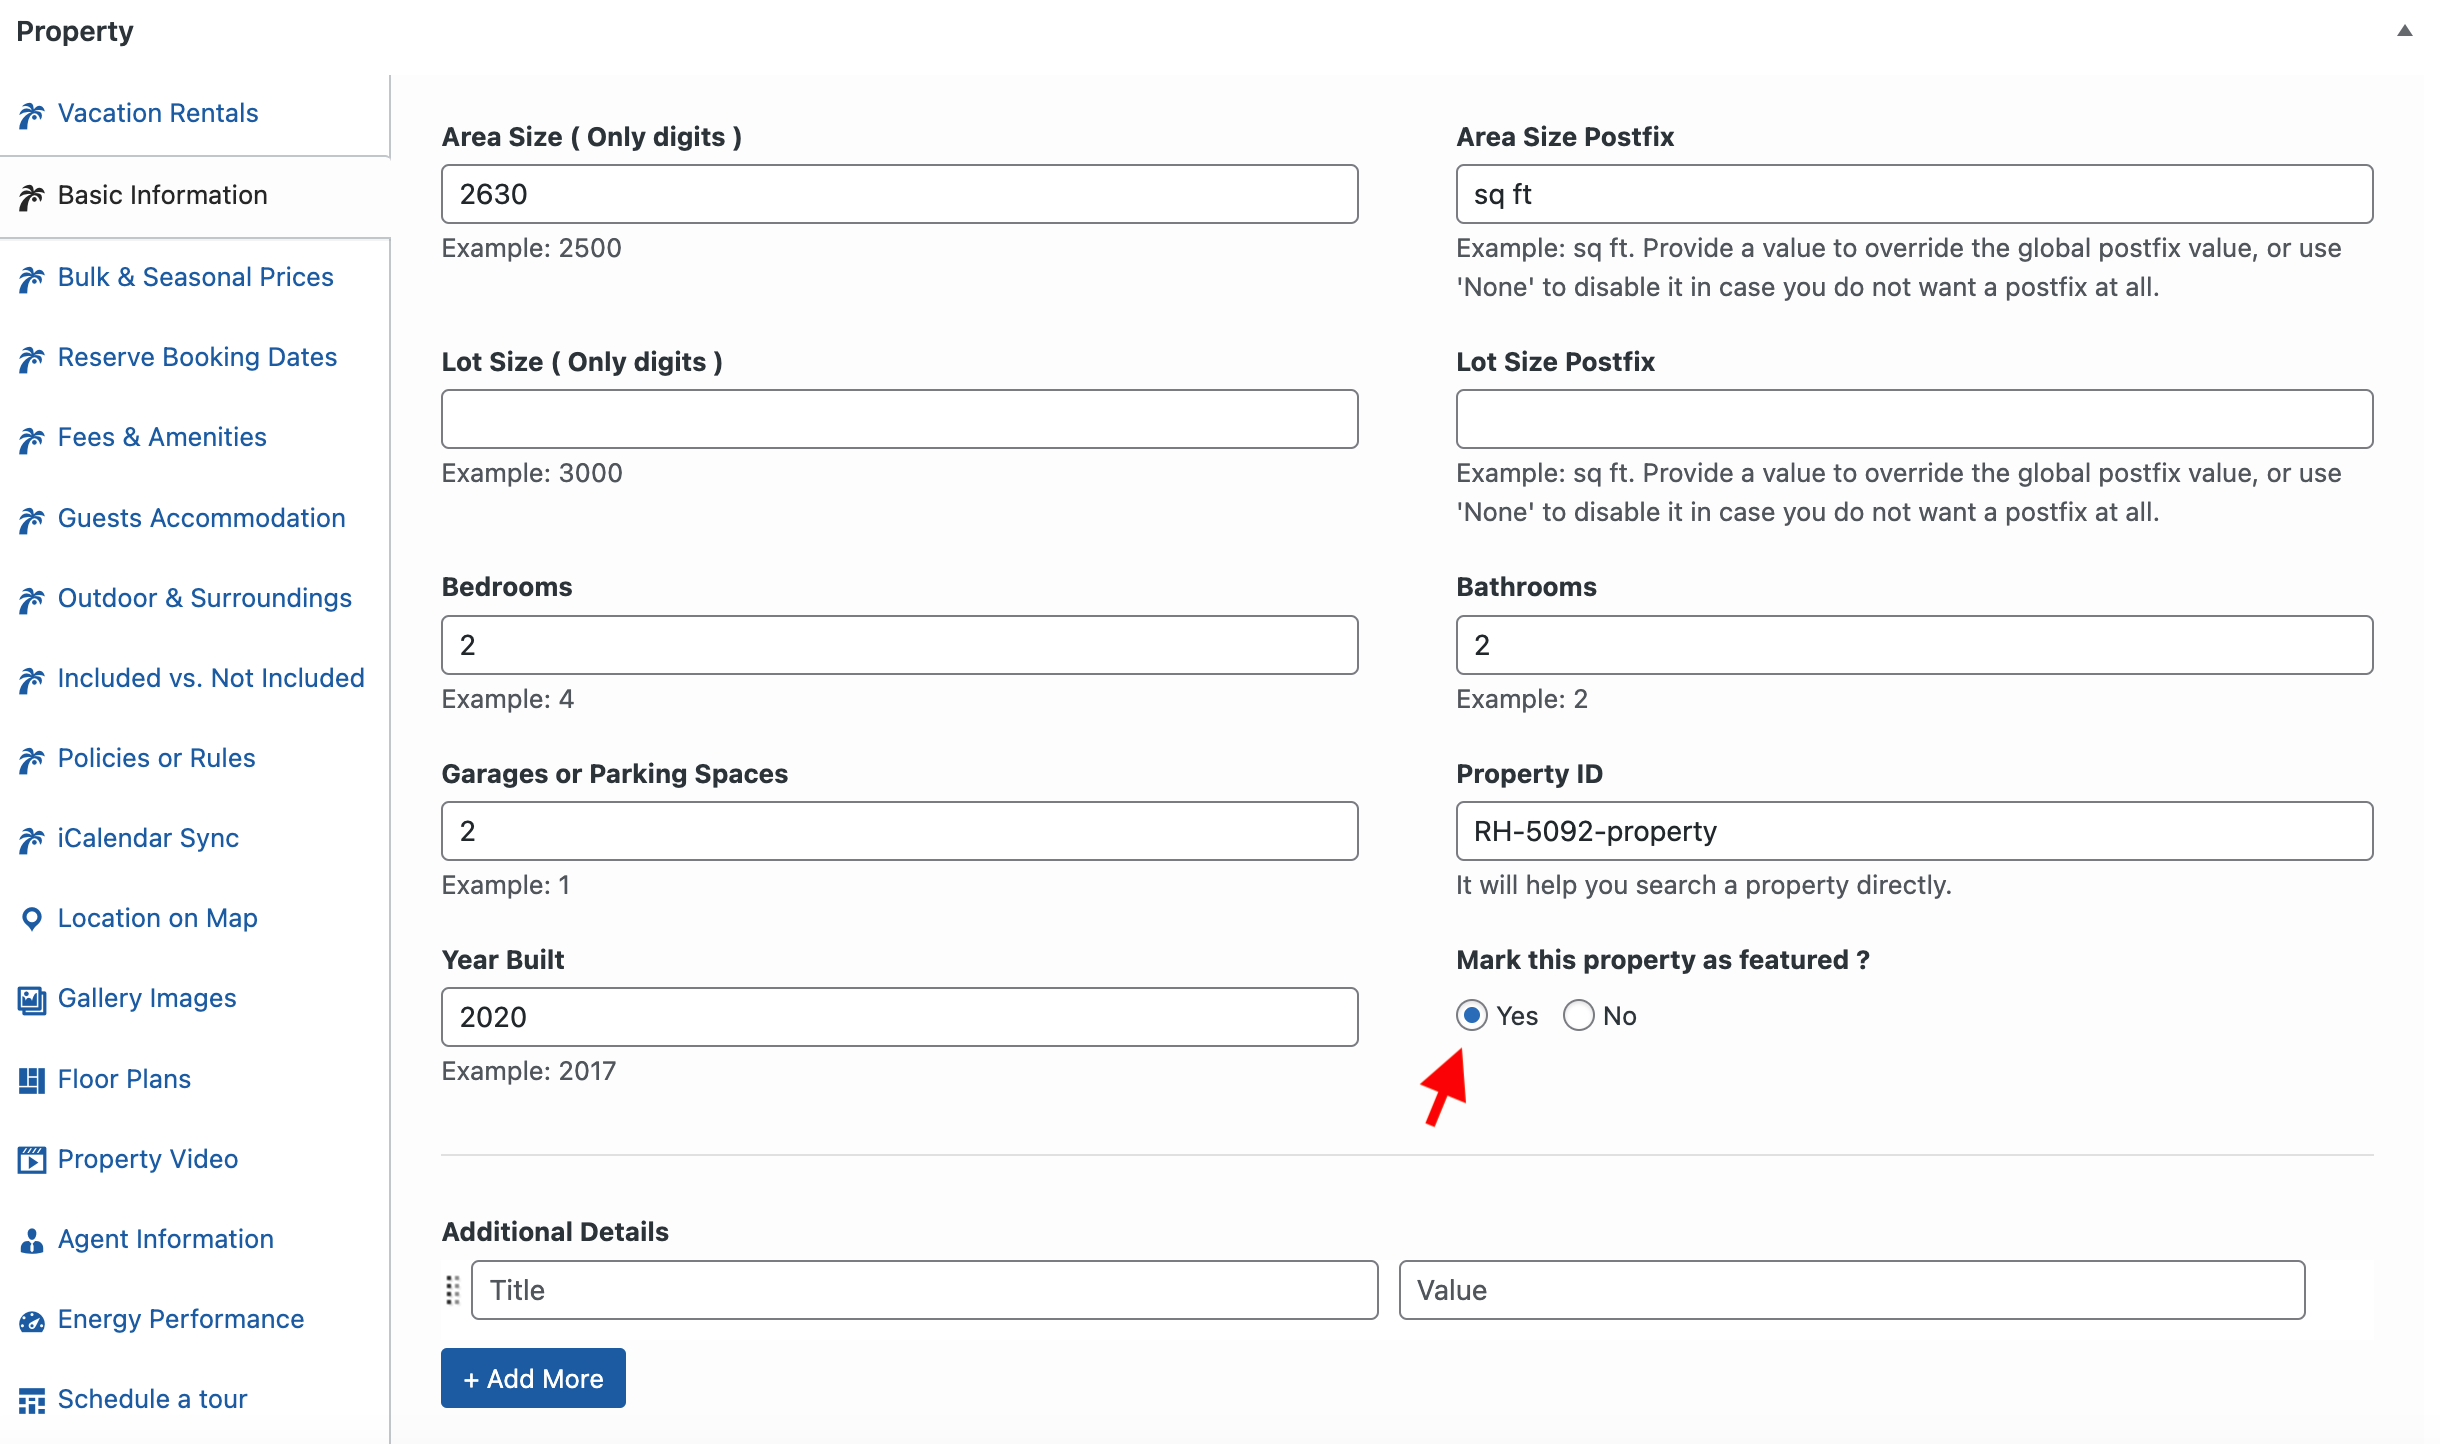 Property
Vacation Rentals
Basic Information
Bulk & Seasonal Prices
Reserve Booking Dates
Fees & Amenities
Guests Accommodation
Outdoor & Surroundings
Included vs. Not Included
Policies or Rules
iCalendar Sync
Location on Map
Gallery Images
Floor Plans
Property Video
Agent Information
Energy Performance
Schedule a tour
Area Size ( Only digits )
2630
Example: 2500
Area Size Postfix
sq ft
Example: sq ft. Provide a value to override the global postfix value, or use
'None' to disable it in case you do not want a postfix at all.
Lot Size ( Only digits )
Example: 3000
Lot Size Postfix
Example: sq ft. Provide a value to override the global postfix value, or use
'None' to disable it in case you do not want a postfix at all.
Bedrooms
2
Example: 4
Bathrooms
2
Example: 2
Garages or Parking Spaces
2
Example: 1
Property ID
RH-5092-property
It will help you search a property directly.
Year Built
2020
Example: 2017
Mark this property as featured ?
Yes No
Additional Details
Title Value
+ Add More